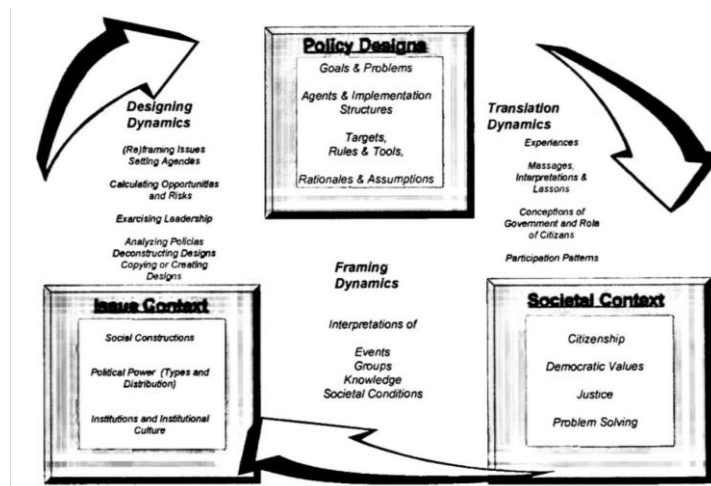 Policy Designs
Goals & Problems
Agents & Implementation
Structures
Targets,
Rules & Tools,
Rationales & Assumptions
Designing
Dynamics
(Re)framing Issues
Setting Agendas
Calculating Opportunities
and Risks
Exercising Leadership
Analyzing Policies
Deconstructing Designs
Copying or Creating
Designs
Translation
Dynamics
Experiences
Massages,
Interpretations &
Lassons
Conceptions of
Government and Role
of Citizans
Participation Patterns
Framing
Dynamics
Interpretations of
Events
Groups
Knowledge
Societal Conditions
Issue Context
Social Constructions
Political Power (Types and
Distribution)
Institutions and Institutional
Culture
Societal Context
Citizenship
Democratic Values
Justice
Problem Solving